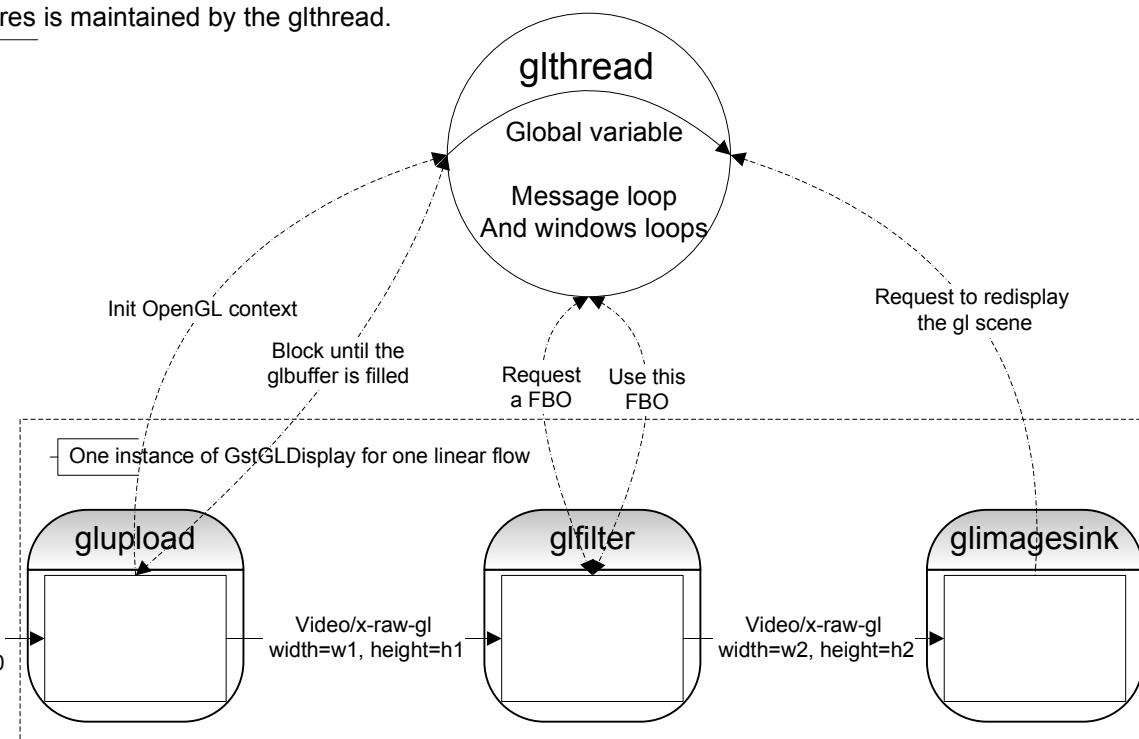 is maintained by the glthread.
glthread
Global variable
Message loop
And windows loops
Init OpenGL context
Block until the
glbuffer is filled
Request
a FBO
Use this
FBO
Request to redisplay
the gl scene
One instance of GstGLDisplay for one linear flow
glupload
glfilter
glimagesink
Video/x-raw-gl
width=w1, height=h1
Video/x-raw-gl
width=w2, height=h2